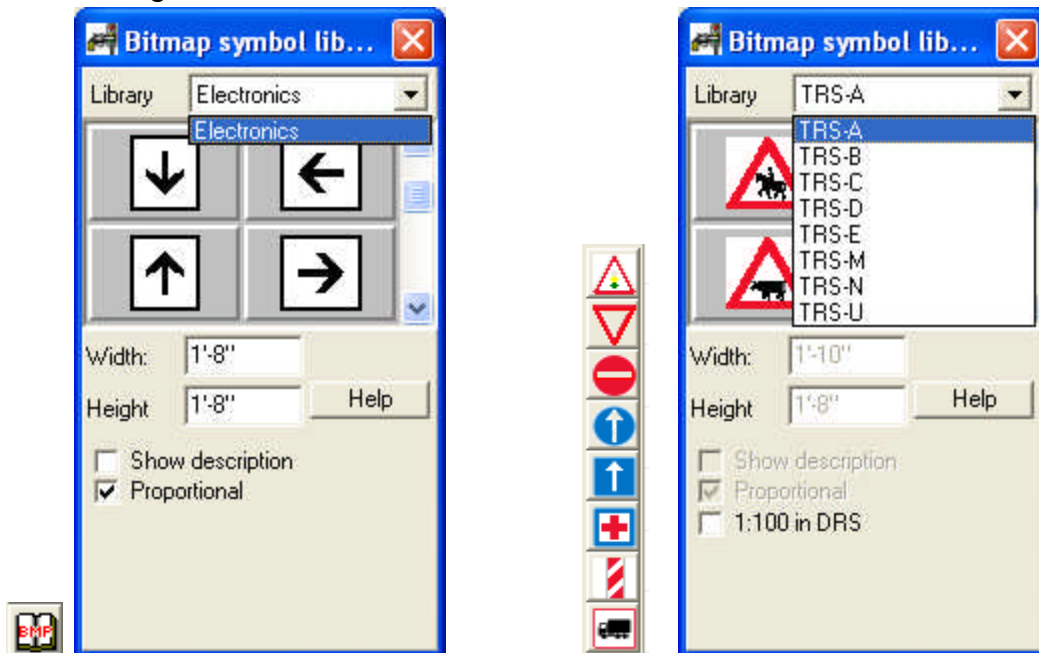 Bitmap symbol lib...
Library Electronics
Electronics
Width: 1'-8"
Height 1'-8" Help
Show description
Proportional
BMP
Bitmap symbol lib...
Library TRS-A
TRS-A
TRS-B
TRS-C
TRS-D
TRS-E
TRS-M
TRS-N
TRS-U
Width: 1'-10"
Height 1'-8" Help
Show description
Proportional
1:100 in DRS